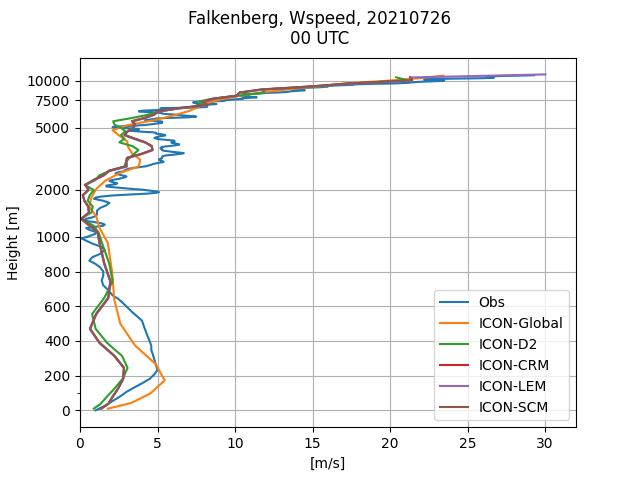 Falkenberg, Wspeed, 20210726
00 UTC
10000
7500
5000
2000
1000
800
600
400
200
0
Height [m]
0 5 10 15 20 25 30
[m/s]
Obs
ICON-Global
ICON-D2
ICON-CRM
ICON-LEM
ICON-SCM